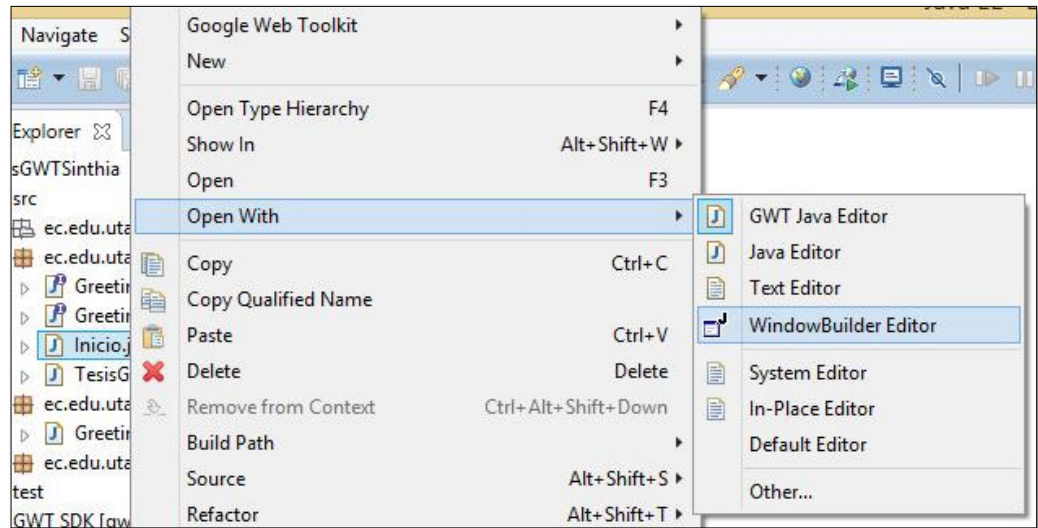 Navigate S
Explorer
sGWTSinthia
src
ec.edu.uta
ec.edu.uta
Greetir
Greetir
Inicio.j
TesisG
ec.edu.uta
Greetir
ec.edu.uta
test
GWT SDK [gw
Google Web Toolkit
New
Open Type Hierarchy F4
Show In Alt+Shift+W
Open F3
Open With
Copy Ctrl+C
Copy Qualified Name
Paste Ctrl+V
Delete Delete
Remove from Context Ctrl+Alt+Shift+Down
Build Path
Source Alt+Shift+S
Refactor Alt+Shift+T
GWT Java Editor
Java Editor
Text Editor
WindowBuilder Editor
System Editor
In-Place Editor
Default Editor
Other...